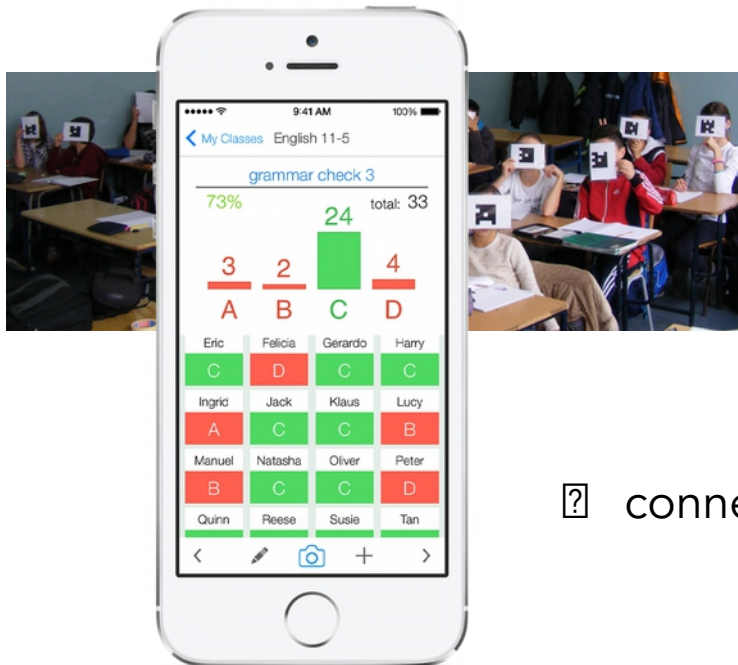 9:41 AM 100%
My Classes English 11-5
grammar check 3
73% 24 total: 33
3 2 4
A B C D
Eric Felicia Gerardo Harry
C D C C
Ingrid Jack Klaus Lucy
A C C B
Manuel Natasha Oliver Peter
B C C D
Quinn Reese Susie Tan